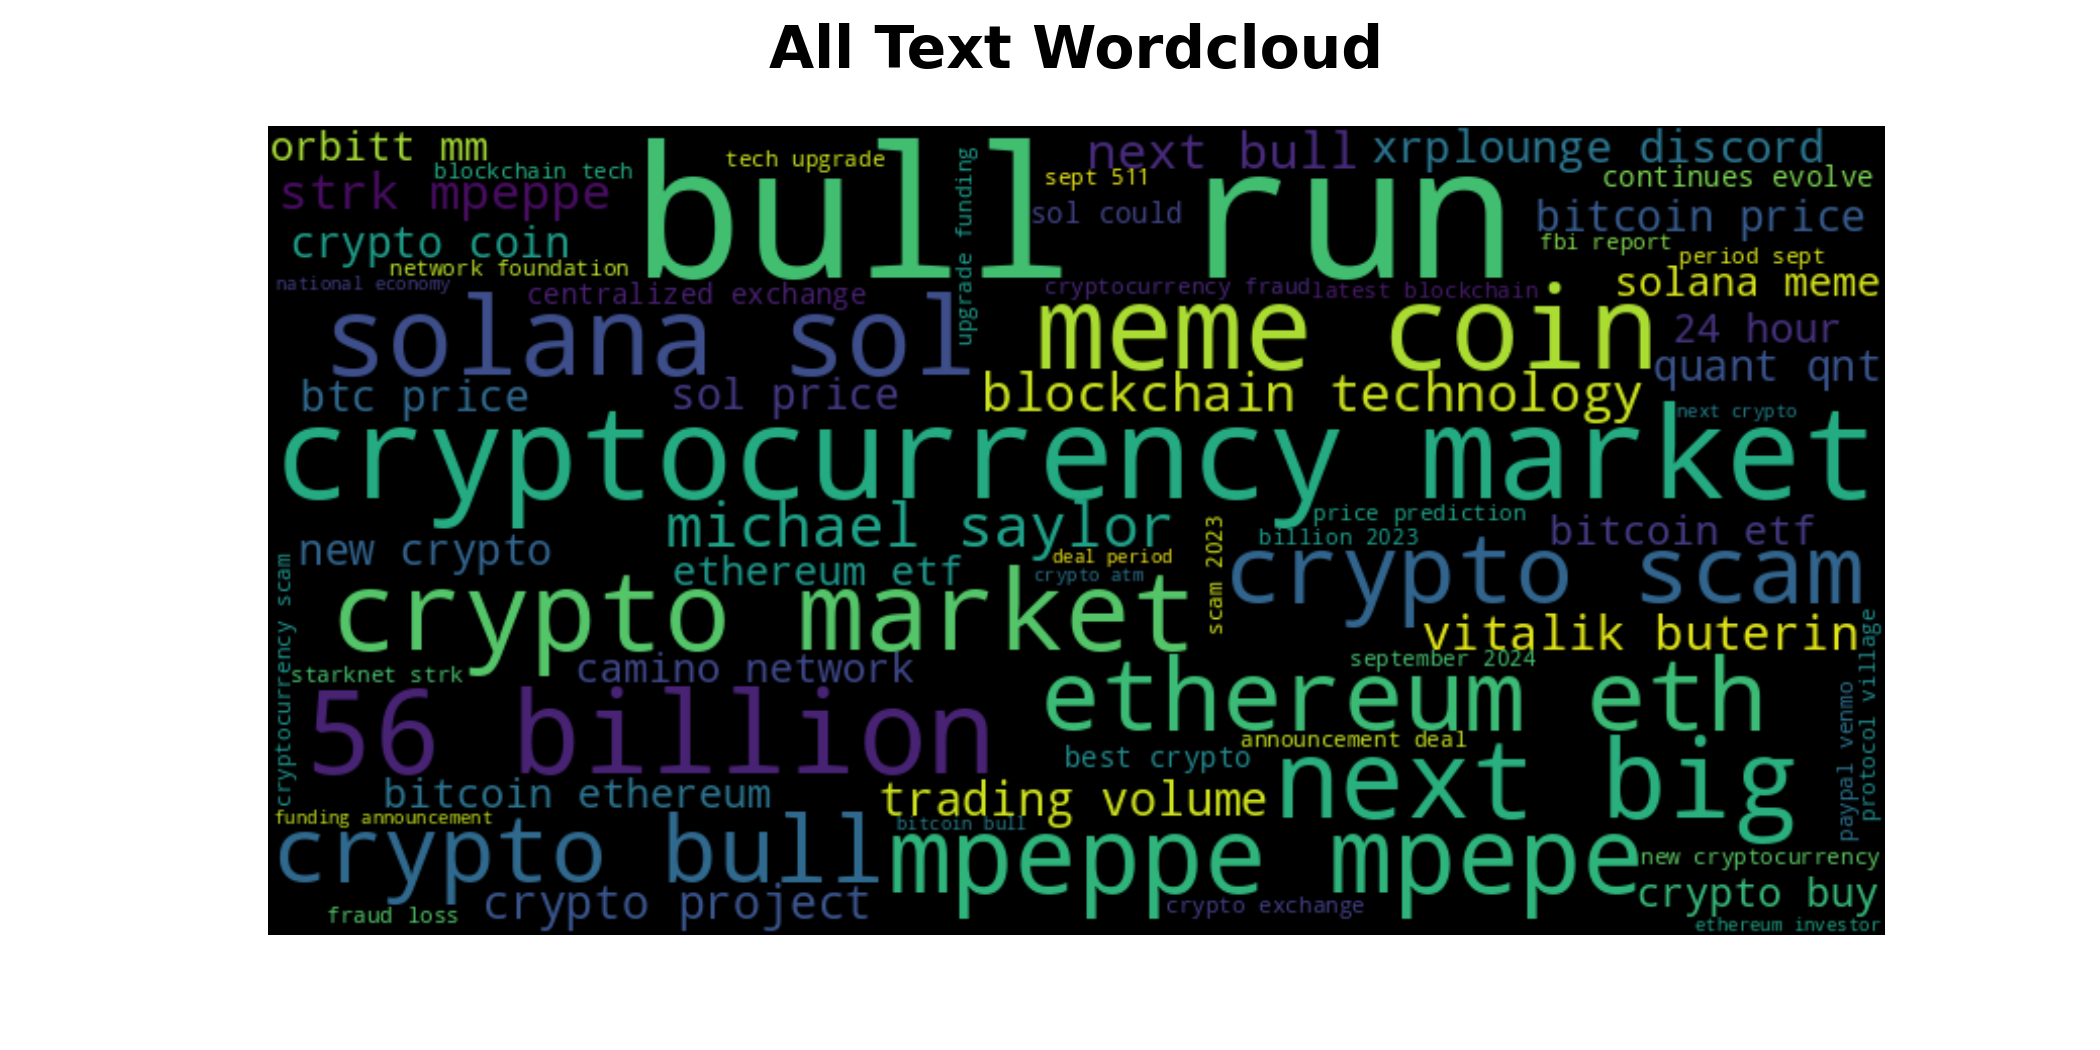 All Text Wordcloud
orbitt mm
blockchain tech
tech upgrade
next bull
xrplounge discord
strk mpeppe
bull run
sept 511
continues evolve
sol could
bitcoin price
crypto coin
upgrade funding
fbi report
network foundation
period sept
national economy
centralized exchange
cryptocurrency fraud
latest blockchain
solana meme
solana sol
meme coin
24 hour
quant qnt
btc price
sol price
blockchain technology
next crypto
cryptocurrency market
michael saylor
price prediction
bitcoin etf
billion 2023
new crypto
deal period
scam 2023
ethereum etf
crypto atm
crypto scam
cryptocurrency scam
crypto market
vitalik buterin
starknet strk
camino network
september 2024
protocol village
56 billion
ethereum eth
paypal venmo
announcement deal
best crypto
next big
bitcoin ethereum
trading volume
funding announcement
bitcoin bull
crypto bull
mpeppe mpepe
new cryptocurrency
crypto project
crypto buy
fraud loss
crypto exchange
ethereum investor